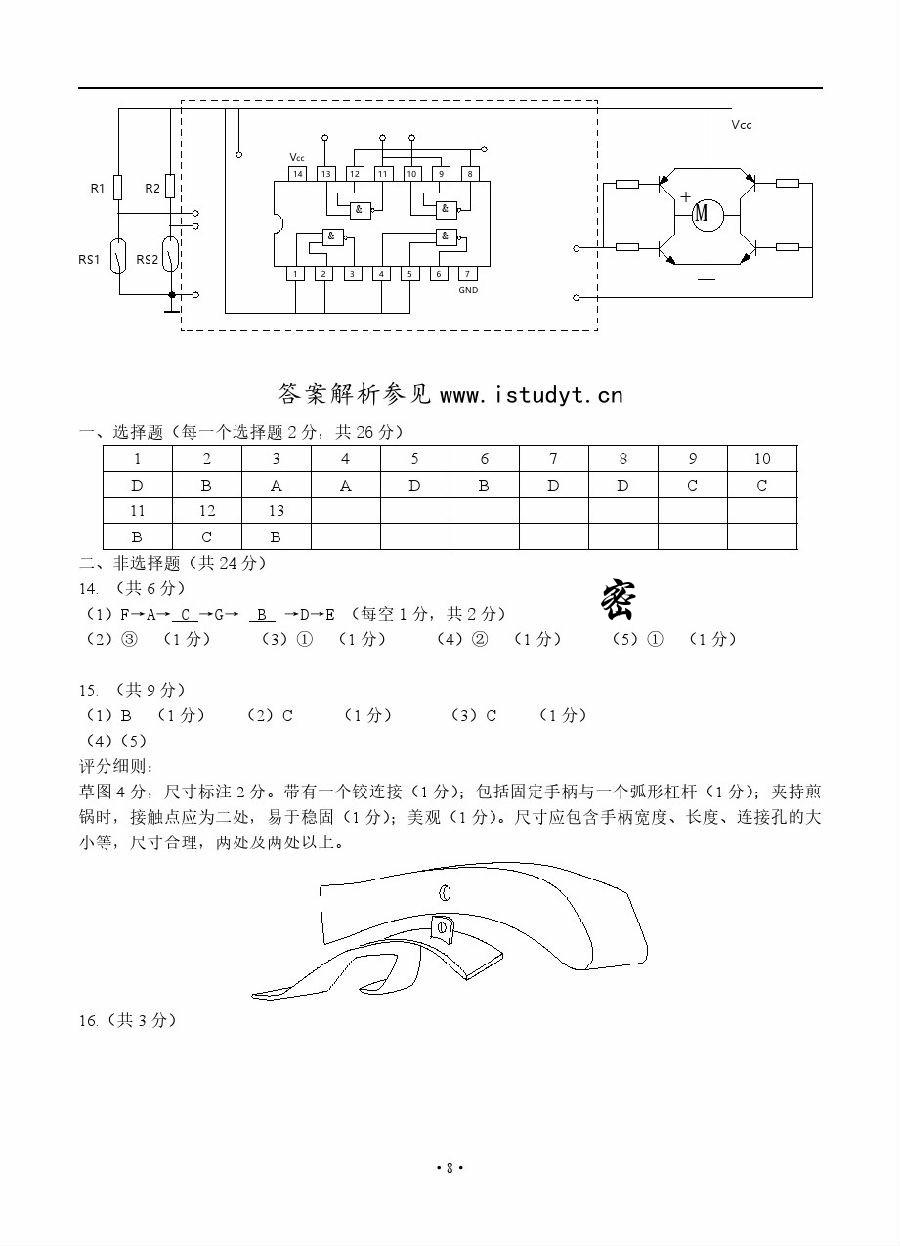 Vcc
Vcc
14 13 12 11 10 9 8
R1 R2
& &
+ M
& &
RS1 RS2
—
1 2 3 4 5 6 7
GND
答案解析参见 www.istudyt.cn
一、选择题（每一个选择题2分，共26分）
1 2 3 4 5 6 7 8 9 10
D B A A D B D D C C
11 12 13
B C B
二、非选择题（共24分）
14. （共6分）
密
（1）F→A→ C →G→ B →D→E （每空1分，共2分）
（2）③ （1分） （3）① （1分） （4）② （1分） （5）① （1分）
15. （共9分）
（1）B （1分） （2）C （1分） （3）C （1分）
（4）（5）
评分细则：
草图4分，尺寸标注2分。带有一个铰连接（1分）；包括固定手柄与一个弧形杠杆（1分）；夹持煎
锅时，接触点应为二处，易于稳固（1分）；美观（1分）。尺寸应包含手柄宽度、长度、连接孔的大
小等，尺寸合理，两处及两处以上。
16.（共3分）
·8·